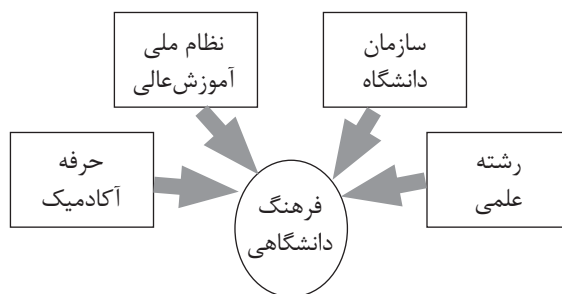 سازمان
دانشگاه
نظام ملی
آموزش‌عالی
رشته
علمی
حرفه
آکادمیک
فرهنگ
دانشگاهی